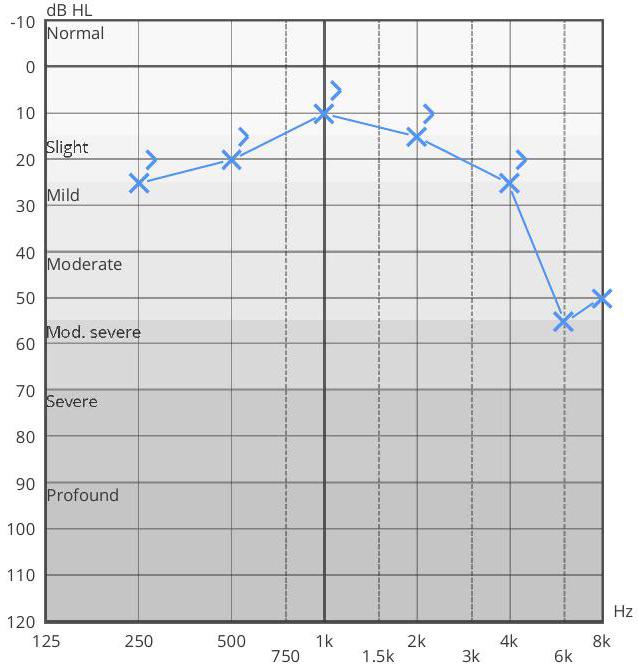 dB HL
-10
Normal
0
10
Slight
20
Mild
30
40
Moderate
50
Mod. severe
60
70
Severe
80
90
Profound
100
110
120
Hz
125 250 500 1k 2k 4k 8k
750 1.5k 3k 6k